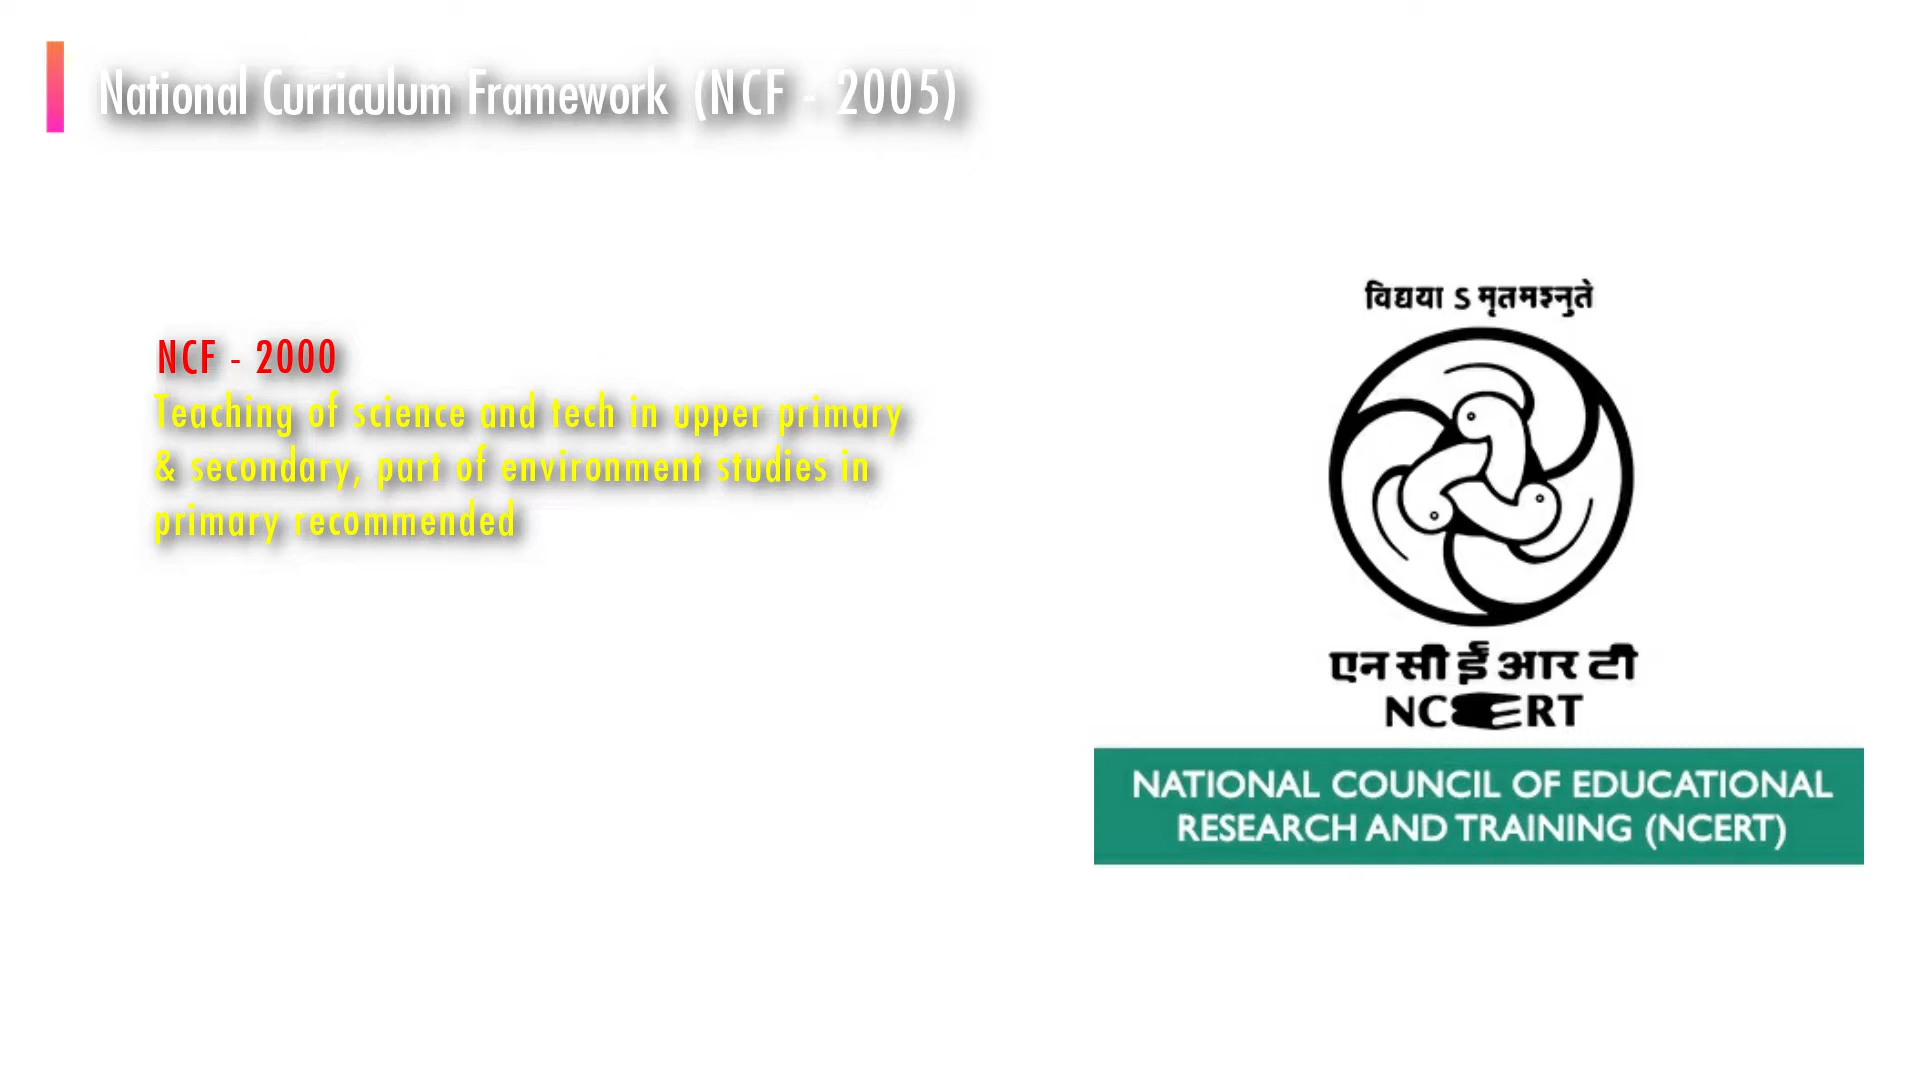 National Curriculum Framework (NCF - 2005)
NCF - 2000
Teaching of science and tech in upper primary
& secondary, part of environment studies in
primary recommended
विद्यया ऽ मृतमश्नुते
एन सी ई आर टी
NCERT
NATIONAL COUNCIL OF EDUCATIONAL
RESEARCH AND TRAINING (NCERT)